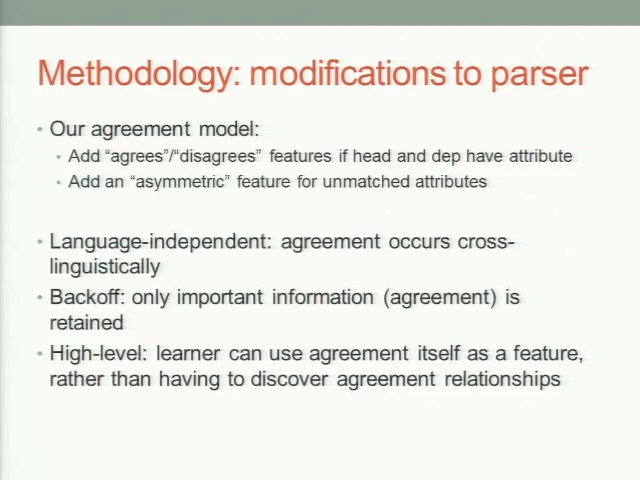 Methodology: modifications to parser
• Our agreement model:
• Add “agrees”/“disagrees” features if head and dep have attribute
• Add an “asymmetric” feature for unmatched attributes
• Language-independent: agreement occurs cross-
linguistically
• Backoff: only important information (agreement) is
retained
• High-level: learner can use agreement itself as a feature,
rather than having to discover agreement relationships